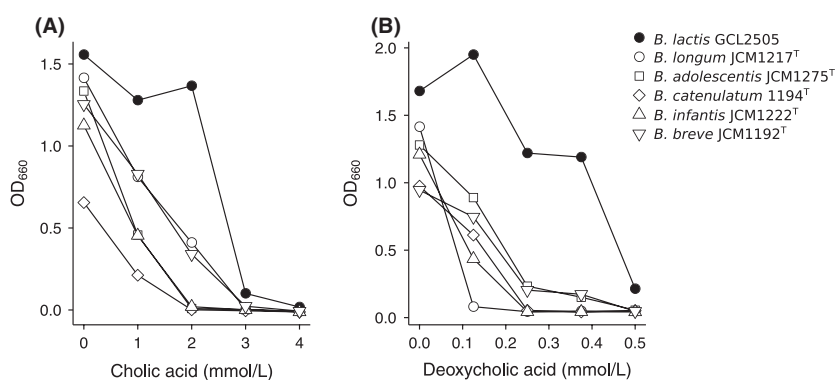 (A)
1.5
1.0
0.5
0.0
OD660
0 1 2 3 4
Cholic acid (mmol/L)
(B)
2.0
1.5
1.0
0.5
0.0
OD660
0.0 0.1 0.2 0.3 0.4 0.5
Deoxycholic acid (mmol/L)
B. lactis GCL2505
B. longum JCM1217T
B. adolescentis JCM1275T
B. catenulatum 1194T
B. infantis JCM1222T
B. breve JCM1192T